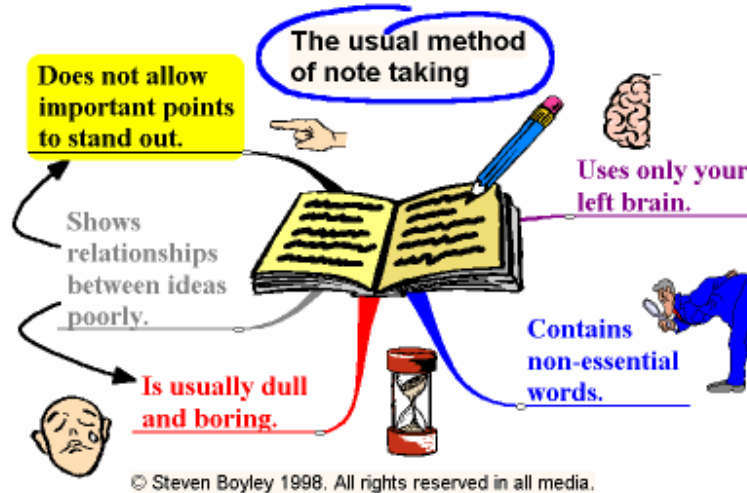 The usual method
of note taking
Does not allow
important points
to stand out.
Uses only your
left brain.
Shows
relationships
between ideas
poorly.
Contains
non-essential
words.
Is usually dull
and boring.
© Steven Boyley 1998. All rights reserved in all media.